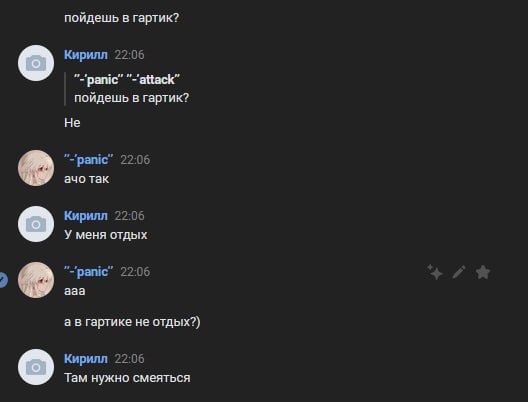 пойдешь в гартик?
Кирилл 22:06
"-'panic" "-'attack"
пойдешь в гартик?
Не
"-'panic" 22:06
ачо так
Кирилл 22:06
У меня отдых
"-'panic" 22:06
ааа
а в гартике не отдых?)
Кирилл 22:06
Там нужно смеяться